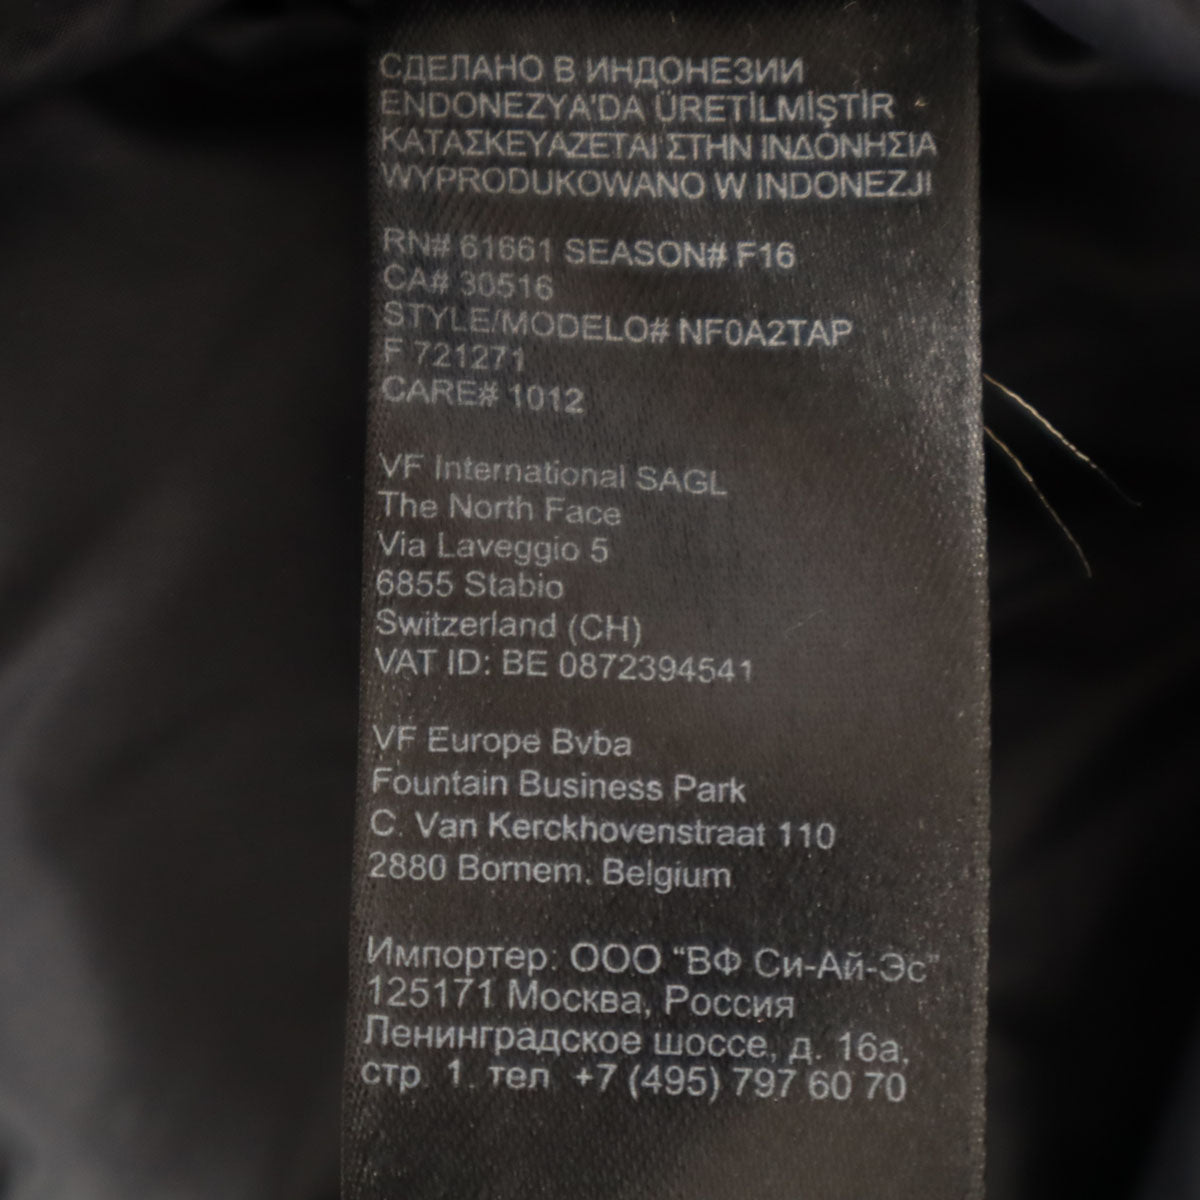 СДЕЛАНО В ИНДОНЕЗИИ
ENDONEZYA'DA ÜRETİLMİŞTİR
ΚΑΤΑΣΚΕΥΑΖΕΤΑΙ ΣΤΗΝ ΙΝΔΟΝΗΣΙΑ
WYPRODUKOWANO W INDONEZJI
RN# 61661 SEASON# F16
CA# 30516
STYLE/MODELO# NF0A2TAP
F 721271
CARE# 1012
VF International SAGL
The North Face
Via Laveggio 5
6855 Stabio
Switzerland (CH)
VAT ID: BE 0872394541
VF Europe Bvba
Fountain Business Park
C. Van Kerckhovenstraat 110
2880 Bornem. Belgium
Импортер: ООО "ВФ Си-Ай-Эс"
125171 Москва, Россия
Ленинградское шоссе, д. 16а,
стр. 1. тел +7 (495) 797 60 70